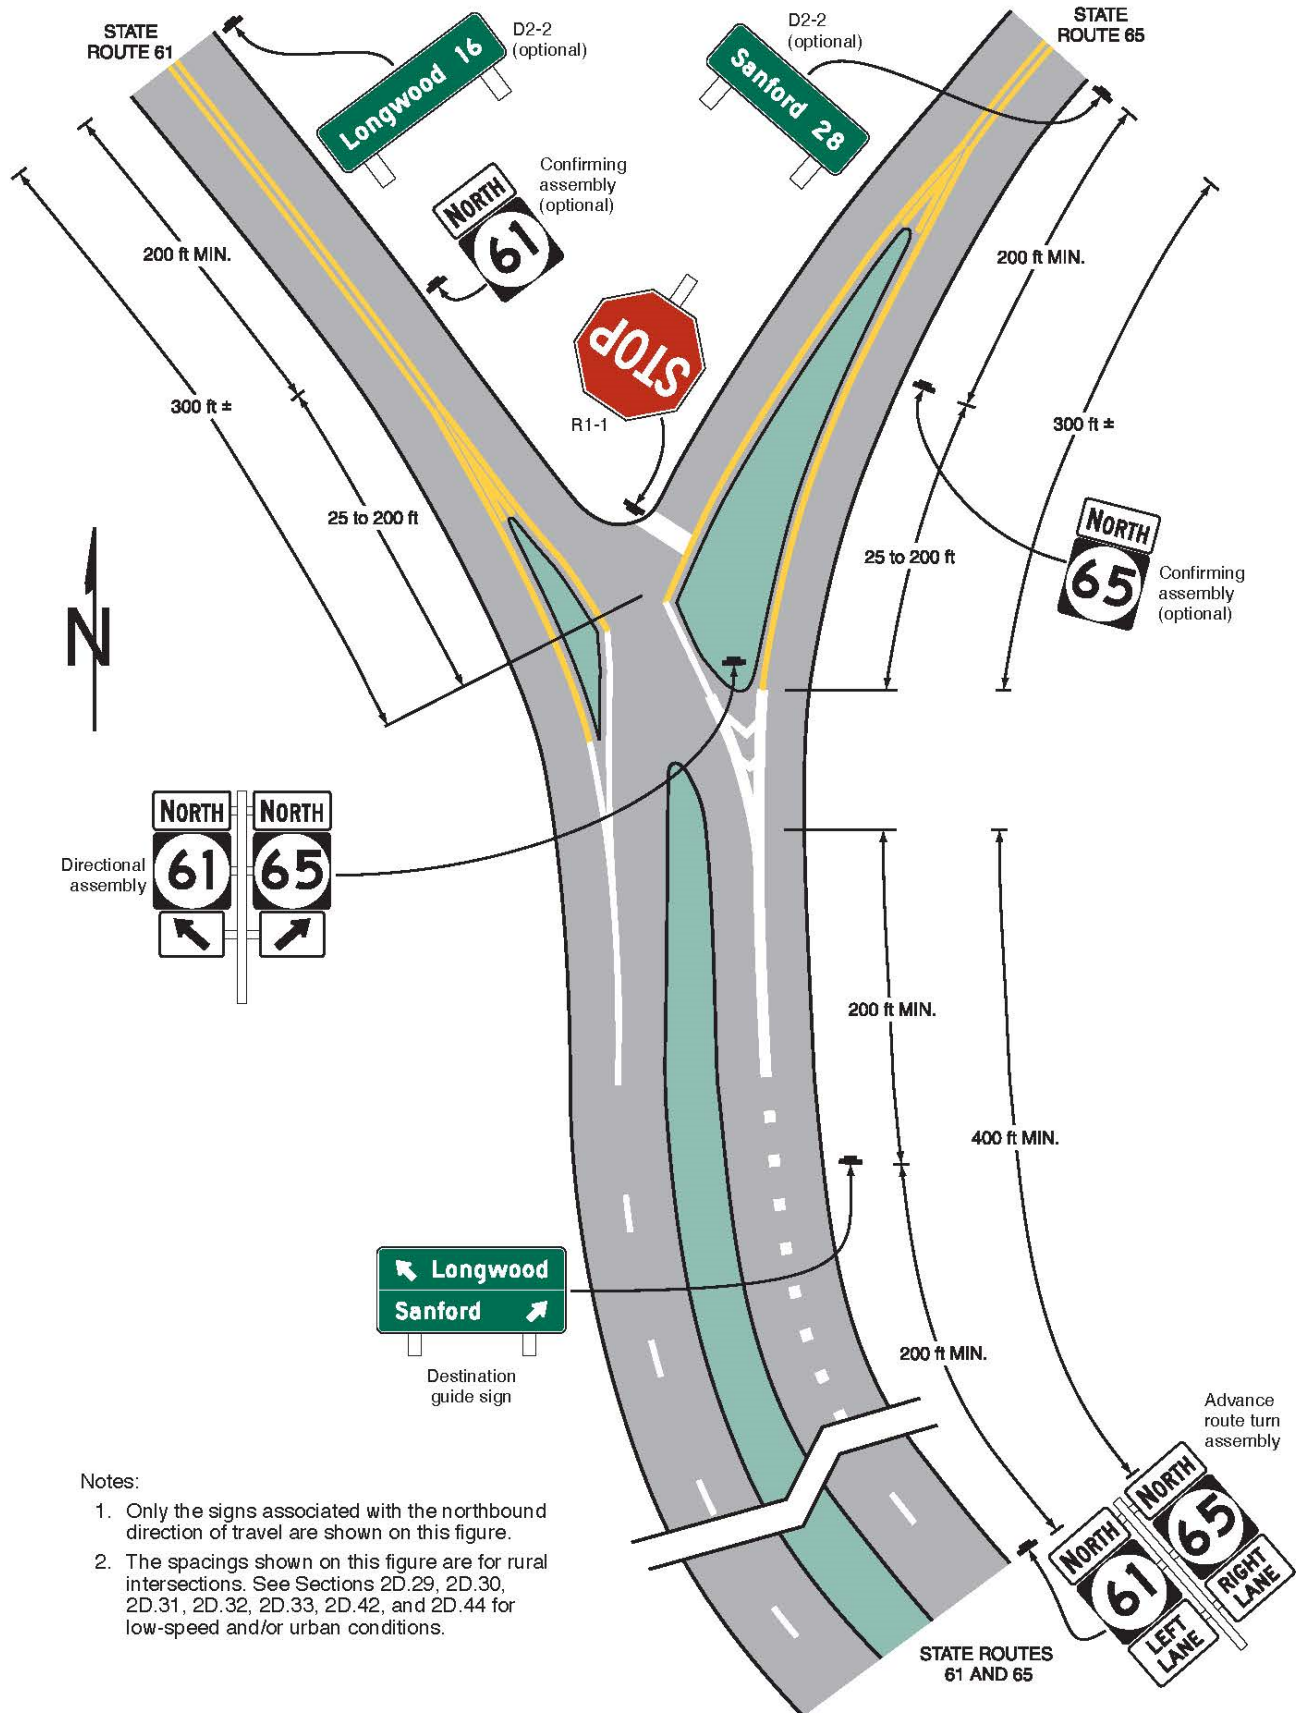 STATE
ROUTE 61
Longwood 16
D2-2
(optional)
D2-2
(optional)
Sanford 28
STATE
ROUTE 65
Confirming
assembly
(optional)
NORTH
61
200 ft MIN.
300 ft ±
25 to 200 ft
STOP
R1-1
200 ft MIN.
300 ft ±
25 to 200 ft
NORTH
65
Confirming
assembly
(optional)
N
Directional
assembly
NORTH NORTH
61 65
200 ft MIN.
400 ft MIN.
200 ft MIN.
Longwood
Sanford
Destination
guide sign
Advance
route turn
assembly
NORTH
65
RIGHT
LANE
NORTH
61
LEFT
LANE
STATE ROUTES
61 AND 65
Notes:
1. Only the signs associated with the northbound
direction of travel are shown on this figure.
2. The spacings shown on this figure are for rural
intersections. See Sections 2D.29, 2D.30,
2D.31, 2D.32, 2D.33, 2D.42, and 2D.44 for
low-speed and/or urban conditions.